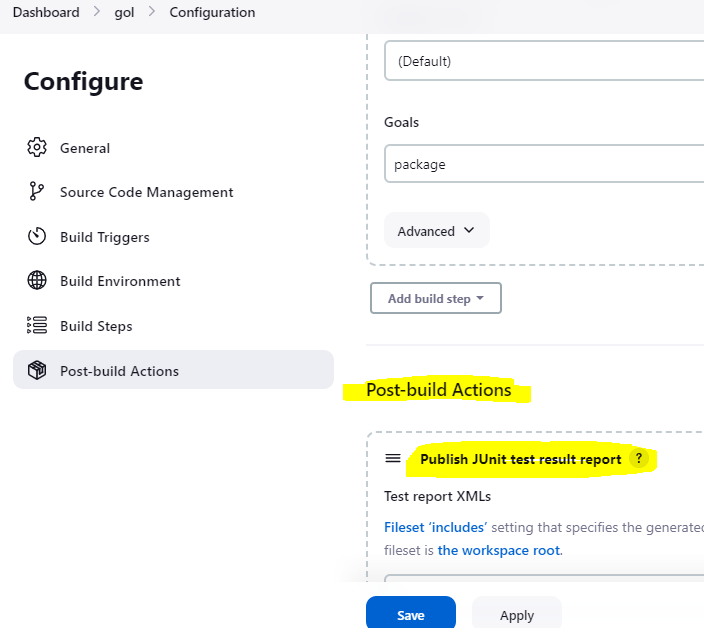 Dashboard > gol > Configuration
Configure
General
Source Code Management
Build Triggers
Build Environment
Build Steps
Post-build Actions
(Default)
Goals
package
Advanced
Add build step
Post-build Actions
Publish JUnit test result report ?
Test report XMLs
Fileset ‘includes’ setting that specifies the generated
fileset is the workspace root.
Save
Apply